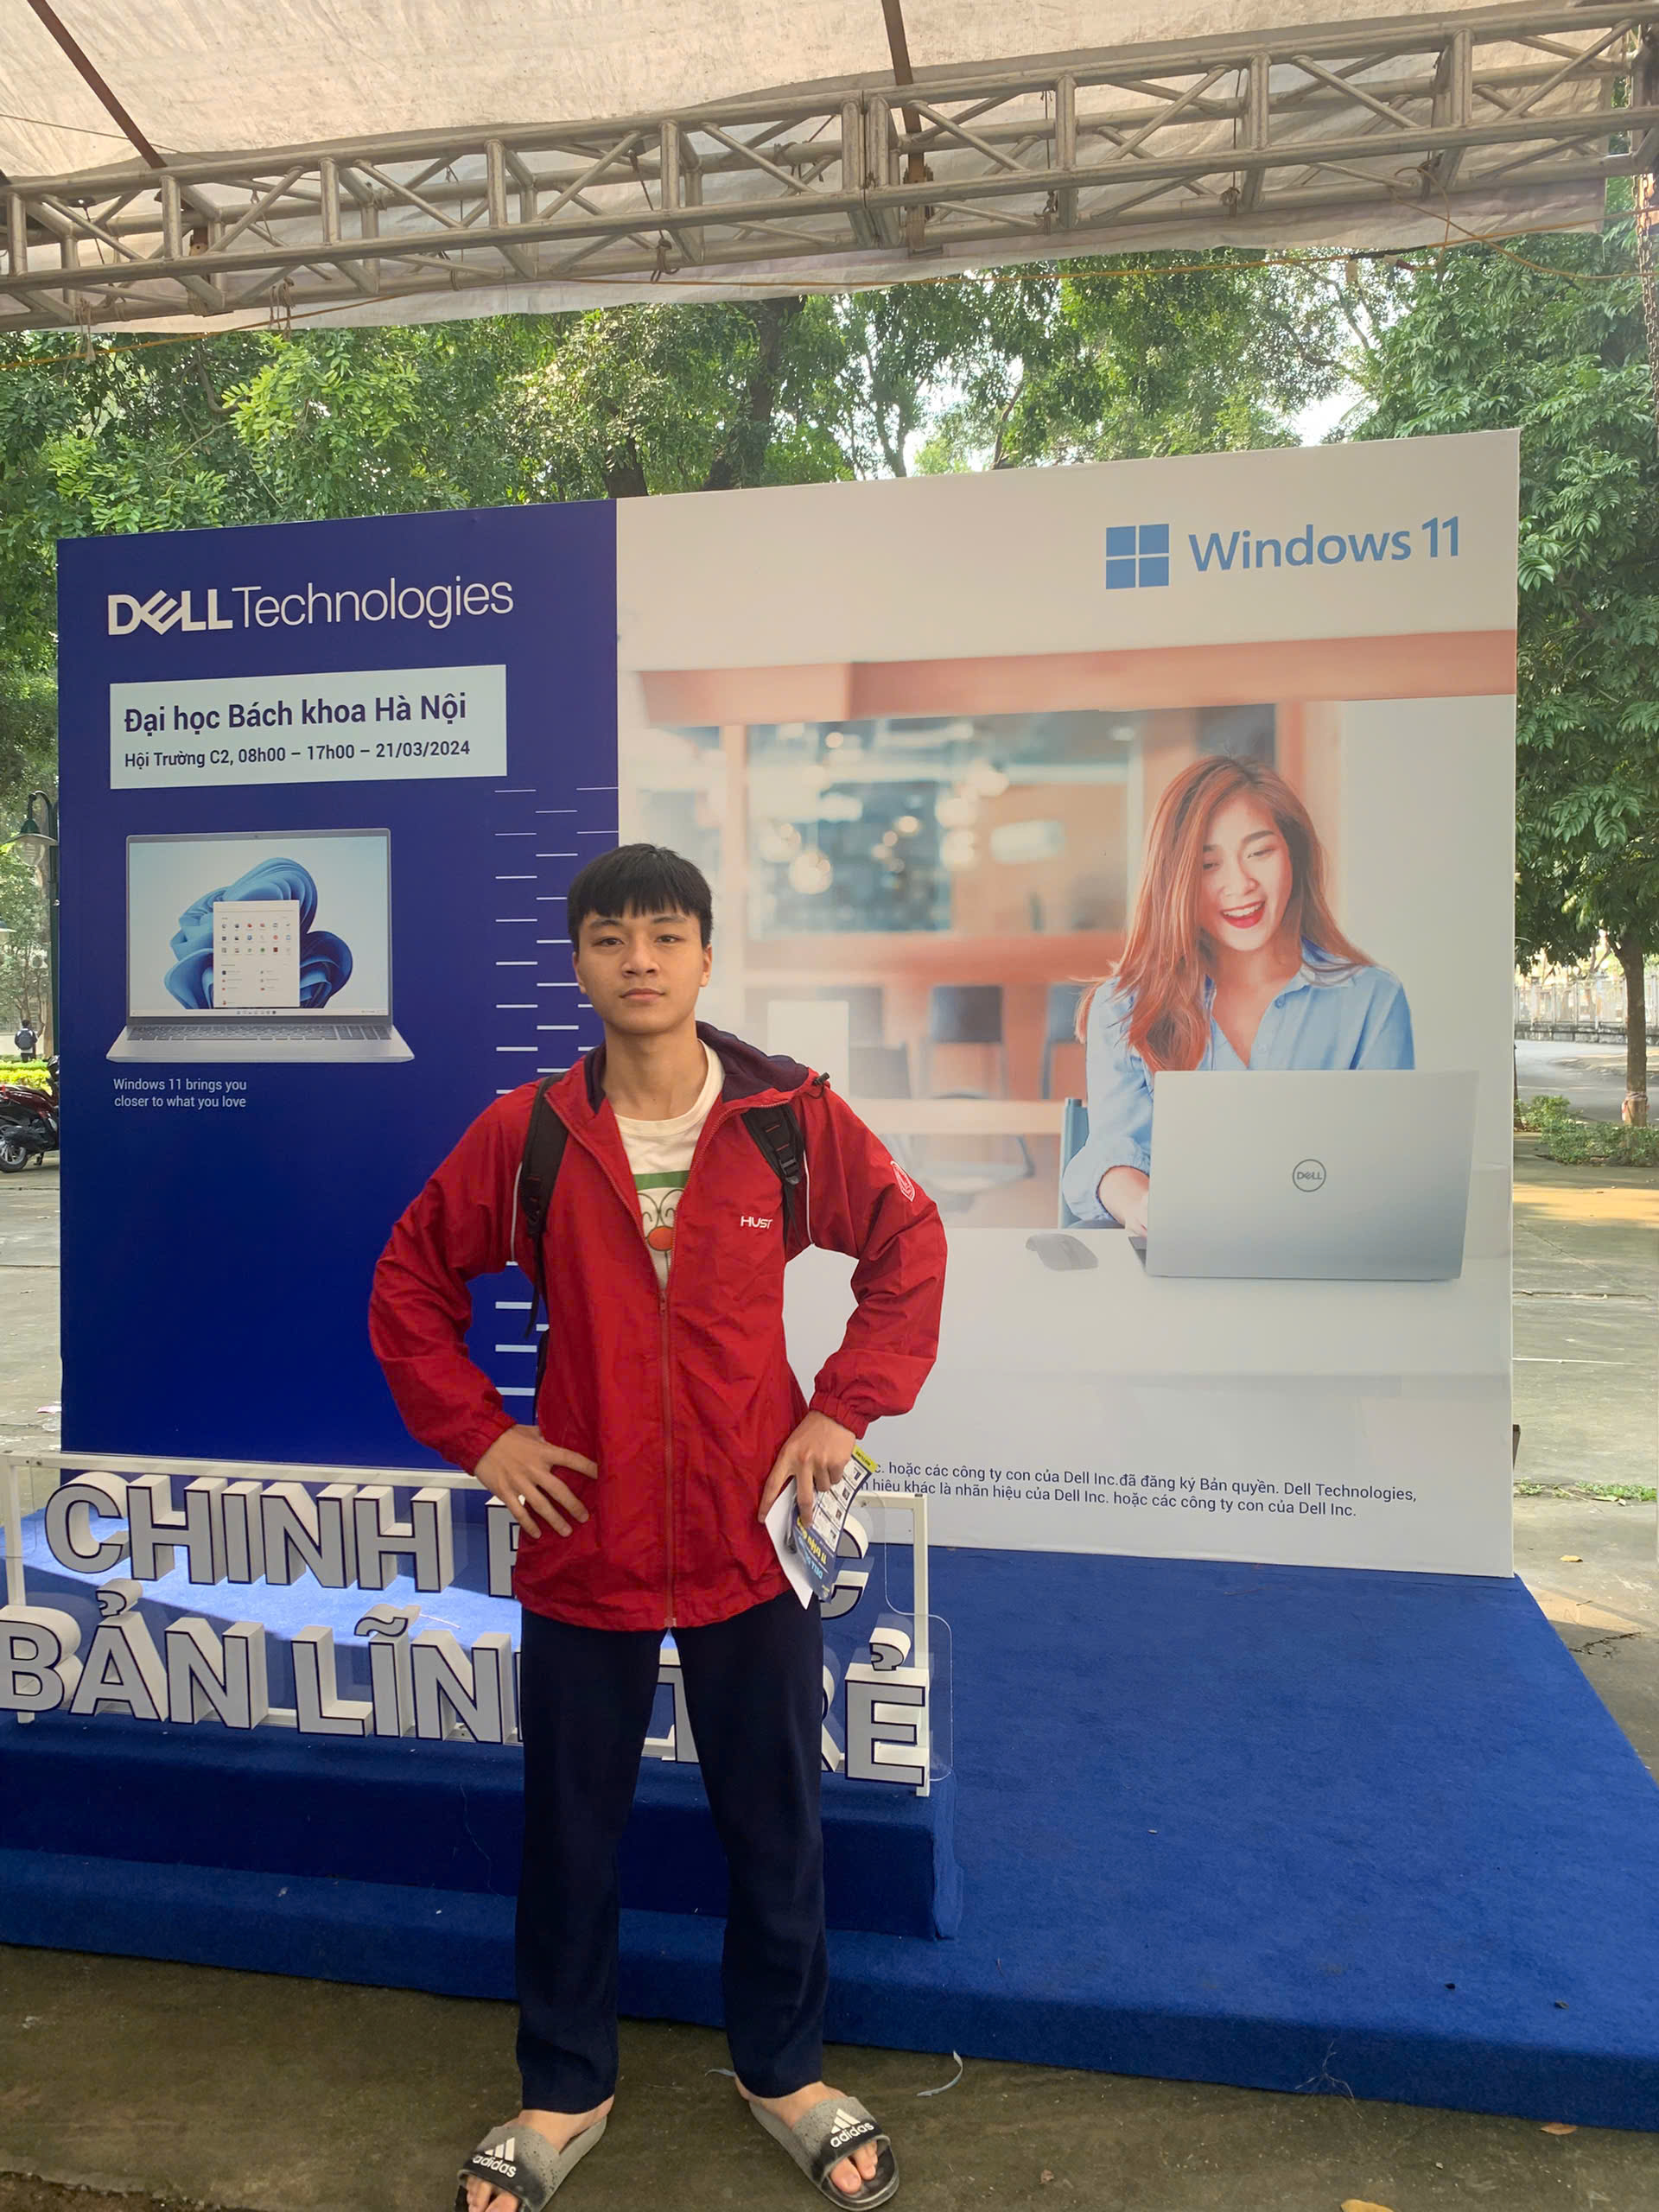 DELL Technologies
Windows 11
Đại học Bách khoa Hà Nội
Hội Trường C2, 08h00 – 17h00 – 21/03/2024
Windows 11 brings you
closer to what you love
DELL
HUST
c. hoặc các công ty con của Dell Inc.đã đăng ký Bản quyền. Dell Technologies,
hiệu khác là nhãn hiệu của Dell Inc. hoặc các công ty con của Dell Inc.
CHINH
BẢN LĨN
adidas
adidas